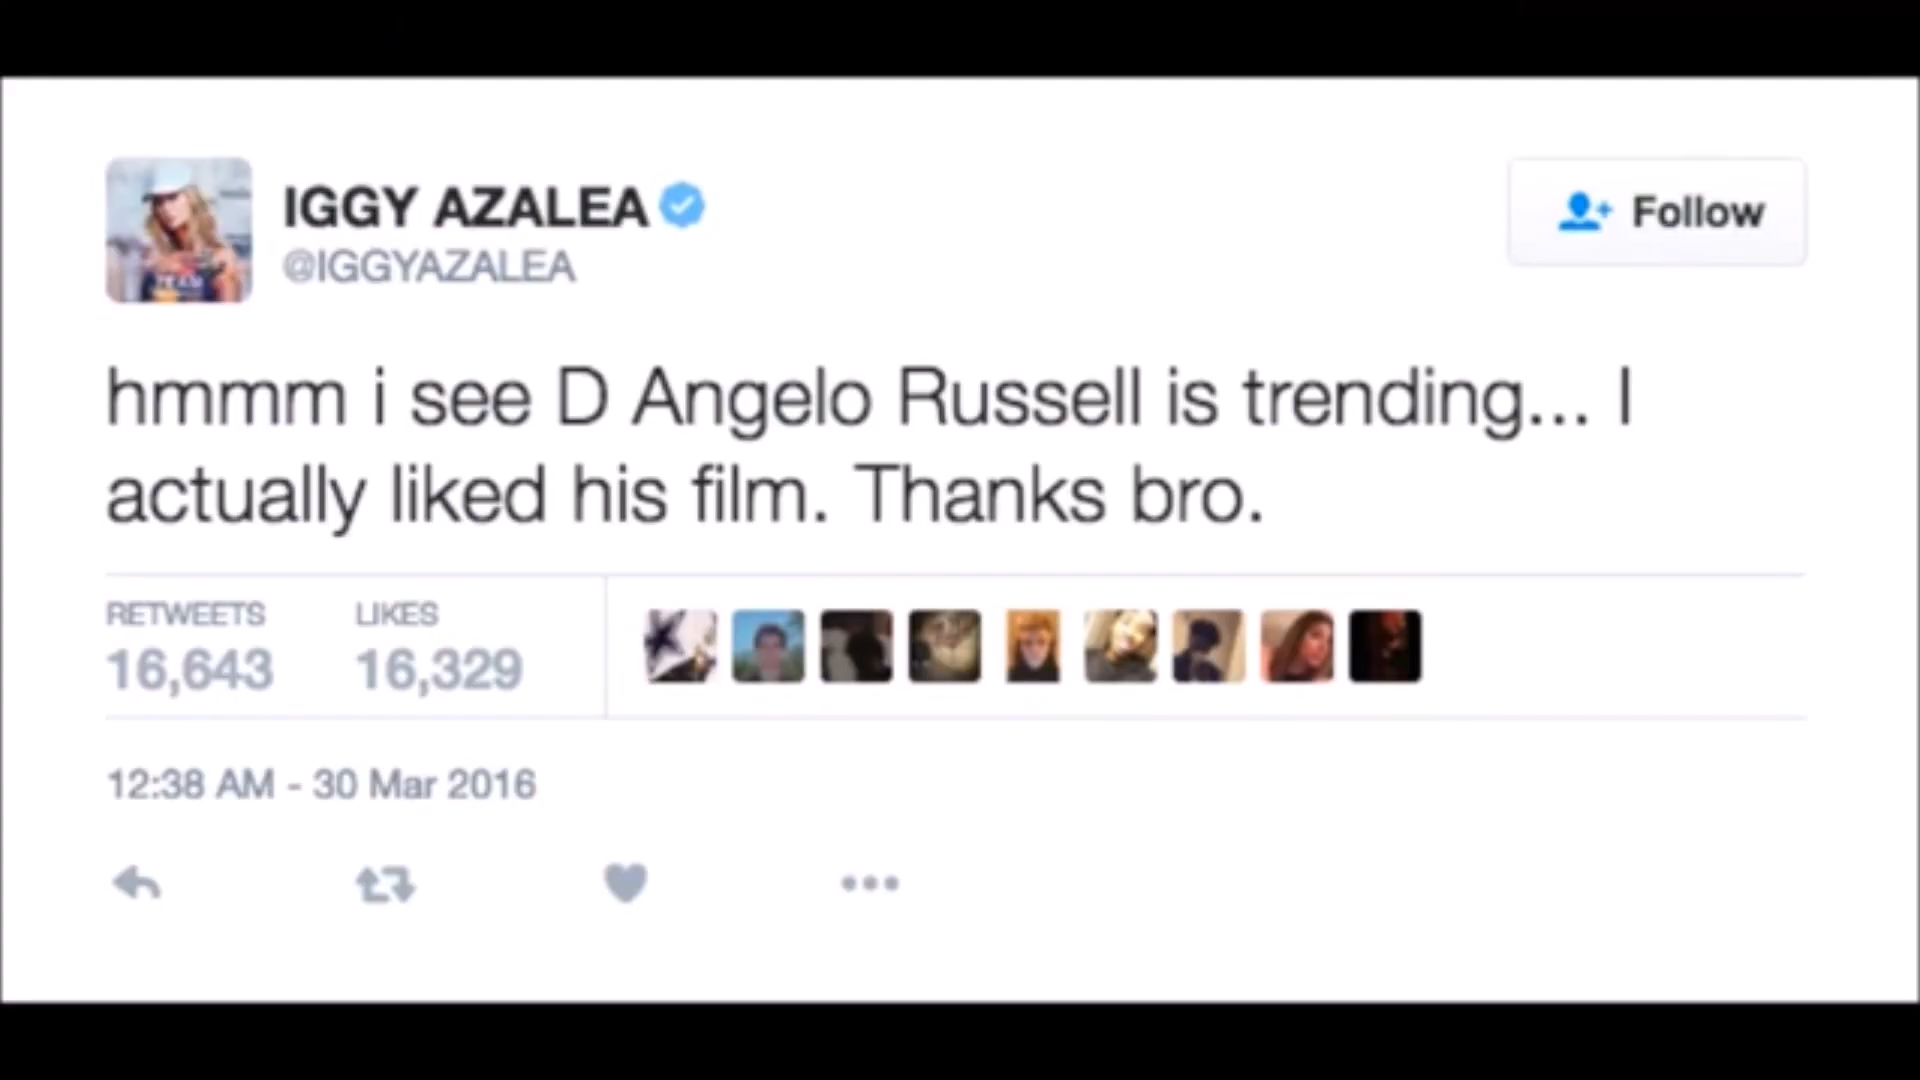 IGGY AZALEA
@IGGYAZALEA
Follow
hmmm i see D Angelo Russell is trending... I
actually liked his film. Thanks bro.
RETWEETS LIKES
16,643 16,329
12:38 AM - 30 Mar 2016